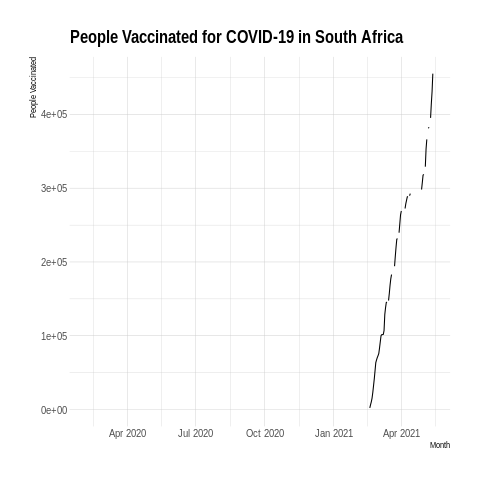 People Vaccinated for COVID-19 in South Africa
People Vaccinated
4e+05
3e+05
2e+05
1e+05
0e+00
Apr 2020 Jul 2020 Oct 2020 Jan 2021 Apr 2021
Month